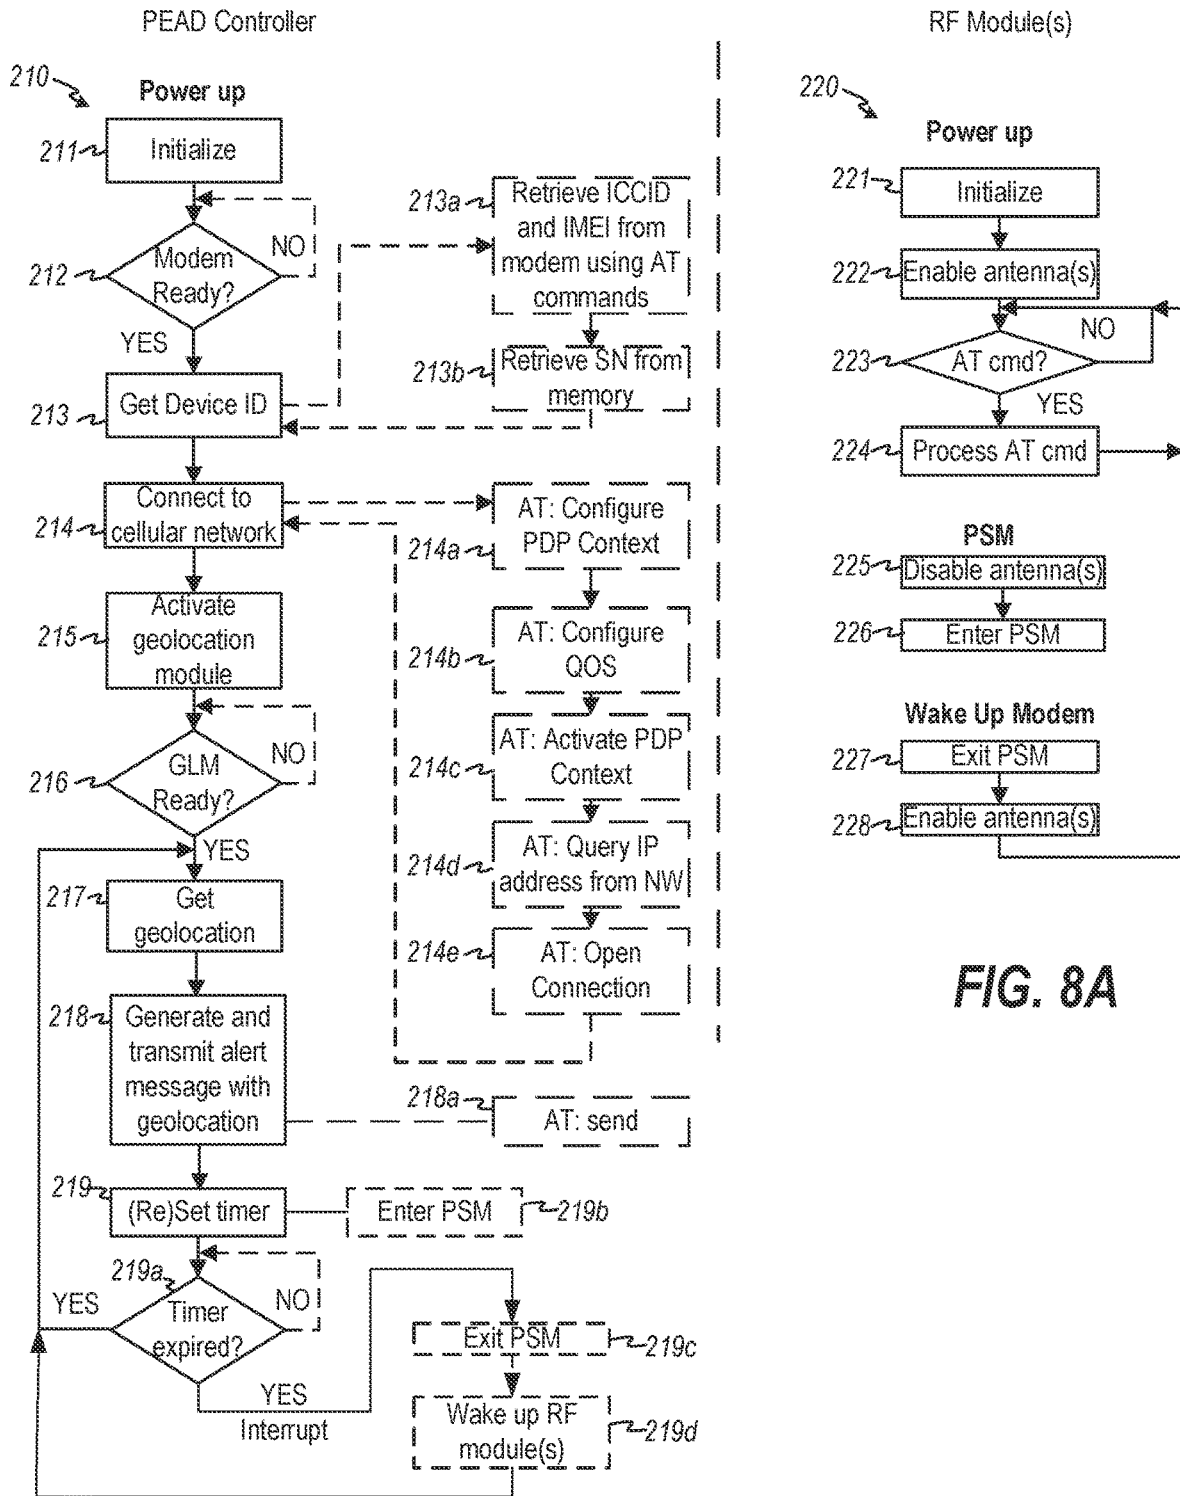 PEAD Controller
RF Module(s)
210
Power up
211
Initialize
212
Modem
Ready?
NO
YES
213
Get Device ID
213a
Retrieve ICCID
and IMEI from
modem using AT
commands
213b
Retrieve SN from
memory
214
Connect to
cellular network
214a
AT: Configure
PDP Context
214b
AT: Configure
QOS
214c
AT: Activate PDP
Context
214d
AT: Query IP
address from NW
214e
AT: Open
Connection
215
Activate
geolocation
module
216
GLM
Ready?
NO
YES
217
Get
geolocation
218
Generate and
transmit alert
message with
geolocation
218a
AT: send
219
(Re)Set timer
Enter PSM
219b
219a
Timer
expired?
NO
YES
YES
Interrupt
Exit PSM
219c
Wake up RF
module(s)
219d
220
Power up
221
Initialize
222
Enable antenna(s)
223
AT cmd?
NO
YES
224
Process AT cmd
PSM
225
Disable antenna(s)
226
Enter PSM
Wake Up Modem
227
Exit PSM
228
Enable antenna(s)
FIG. 8A